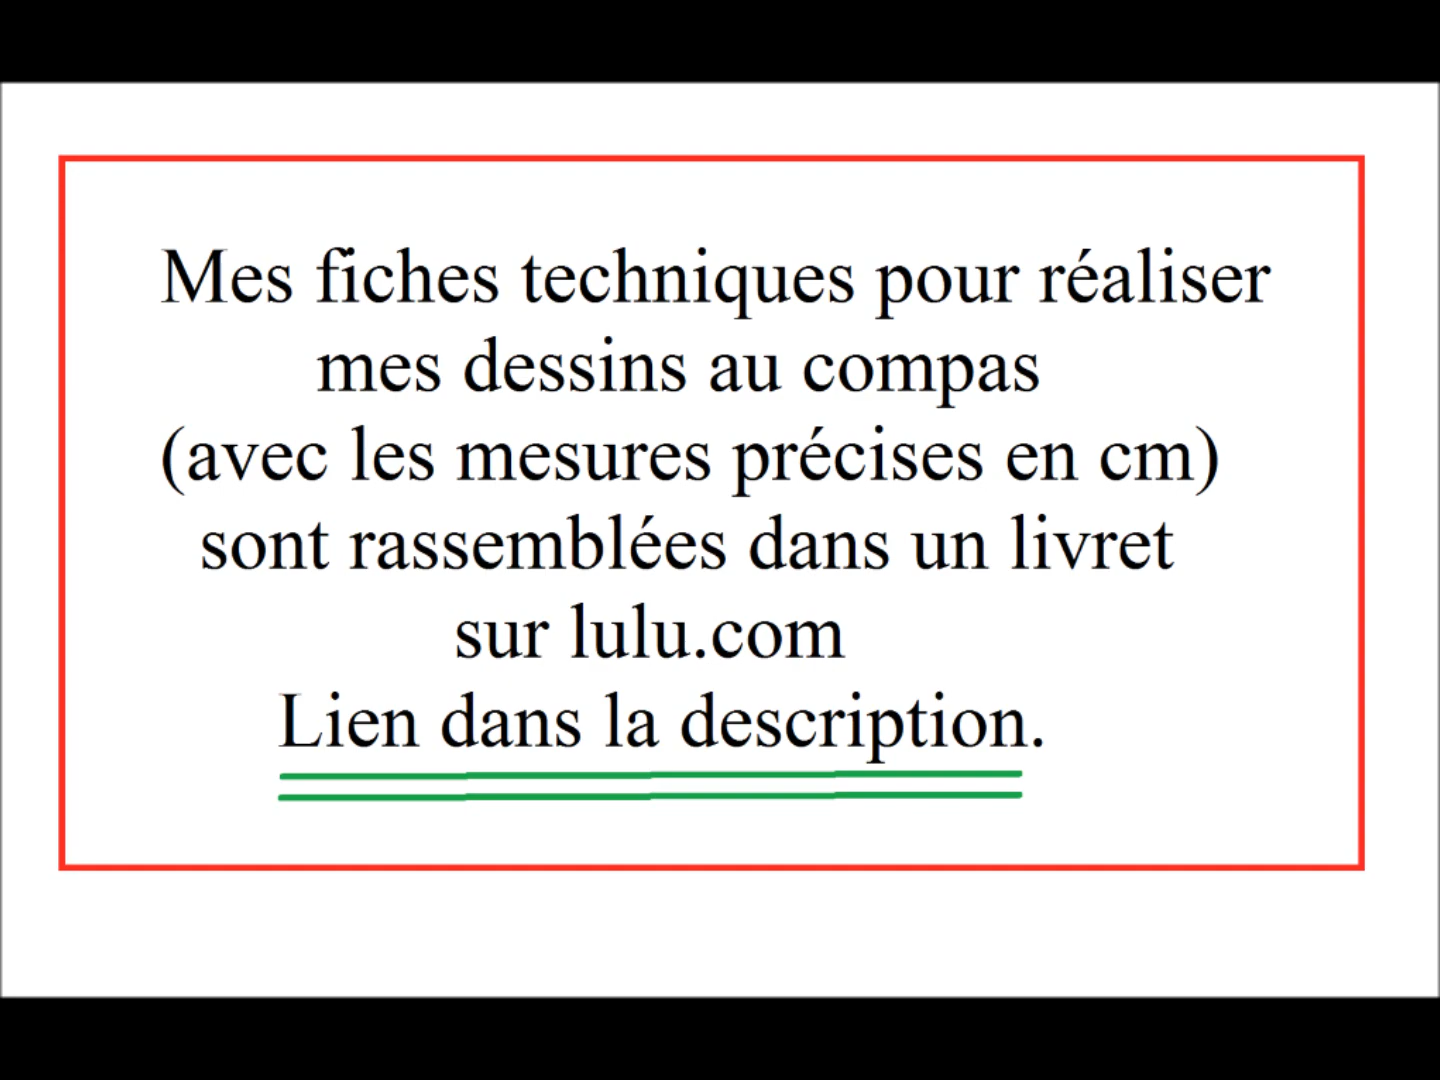 Mes fiches techniques pour réaliser
mes dessins au compas
(avec les mesures précises en cm)
sont rassemblées dans un livret
sur lulu.com
Lien dans la description.